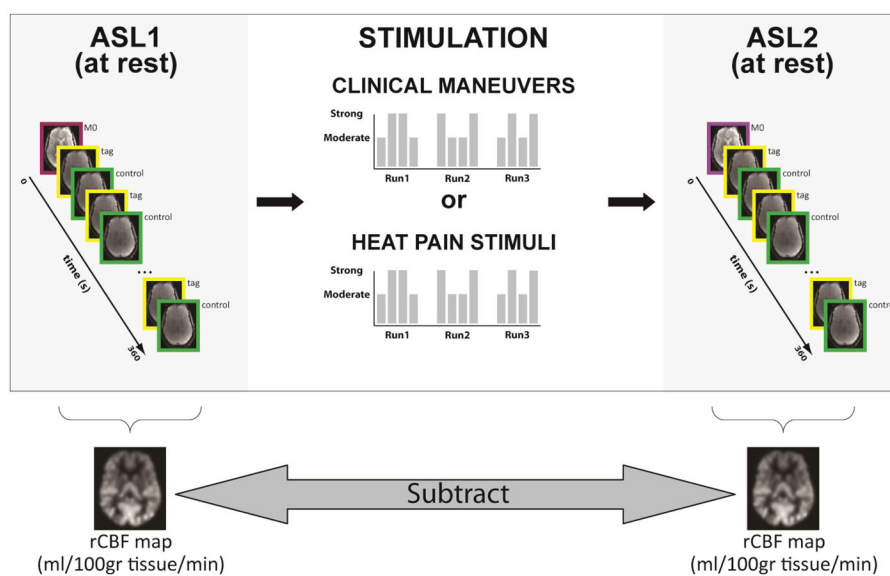 ASL1
(at rest)
M0
tag
control
tag
control
...
tag
control
0
time (s)
360
STIMULATION
CLINICAL MANEUVERS
Strong
Moderate
Run1 Run2 Run3
or
HEAT PAIN STIMULI
Strong
Moderate
Run1 Run2 Run3
ASL2
(at rest)
M0
tag
control
tag
control
...
tag
control
0
time (s)
360
Subtract
rCBF map
(ml/100gr tissue/min)
rCBF map
(ml/100gr tissue/min)